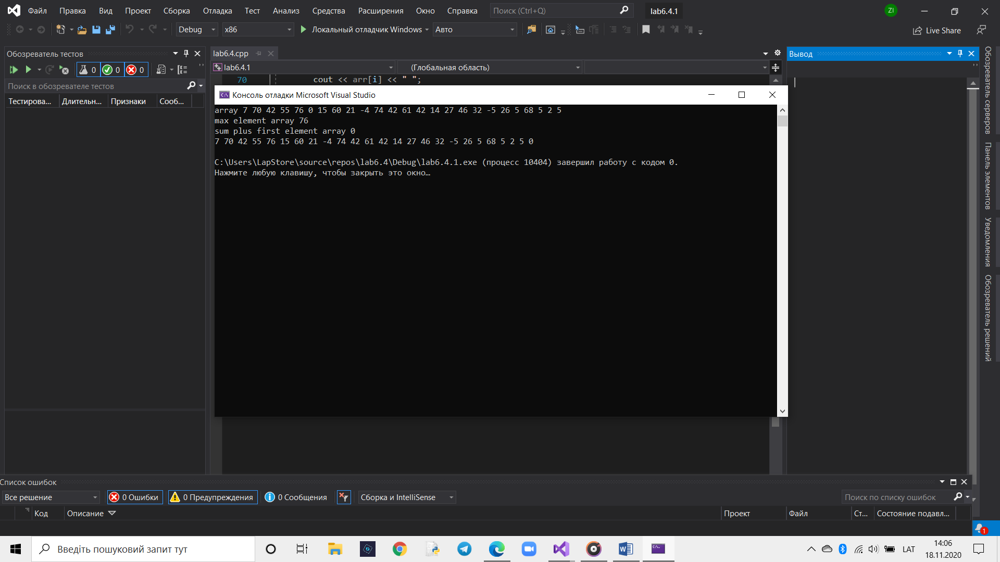 Файл Правка Вид Проект Сборка Отладка Тест Анализ Средства Расширения Окно Справка Поиск (Ctrl+Q) lab6.4.1 ZI
Debug x86 Локальный отладчик Windows Авто Live Share
Обозреватель тестов
0 0 0
Поиск в обозревателе тестов
Тестирова... Длительн... Признаки Сооб...
lab6.4.cpp
lab6.4.1 (Глобальная область)
70 cout << arr[i] << " ";
Консоль отладки Microsoft Visual Studio
array 7 70 42 55 76 0 15 60 21 -4 74 42 61 42 14 27 46 32 -5 26 5 68 5 2 5
max element array 76
sum plus first element array 0
7 70 42 55 76 15 60 21 -4 74 42 61 42 14 27 46 32 -5 26 5 68 5 2 5 0
C:\Users\LapStore\source\repos\lab6.4\Debug\lab6.4.1.exe (процесс 10404) завершил работу с кодом 0.
Нажмите любую клавишу, чтобы закрыть это окно…
Вывод
Обозреватель серверов
Панель элементов
Уведомления
Обозреватель решений
Список ошибок
Все решение 0 Ошибки 0 Предупреждения 0 Сообщения Сборка и IntelliSense Поиск по списку ошибок
Код Описание Проект Файл Ст... Состояние подавл...
1
Введіть пошуковий запит тут
LAT
14:06
18.11.2020